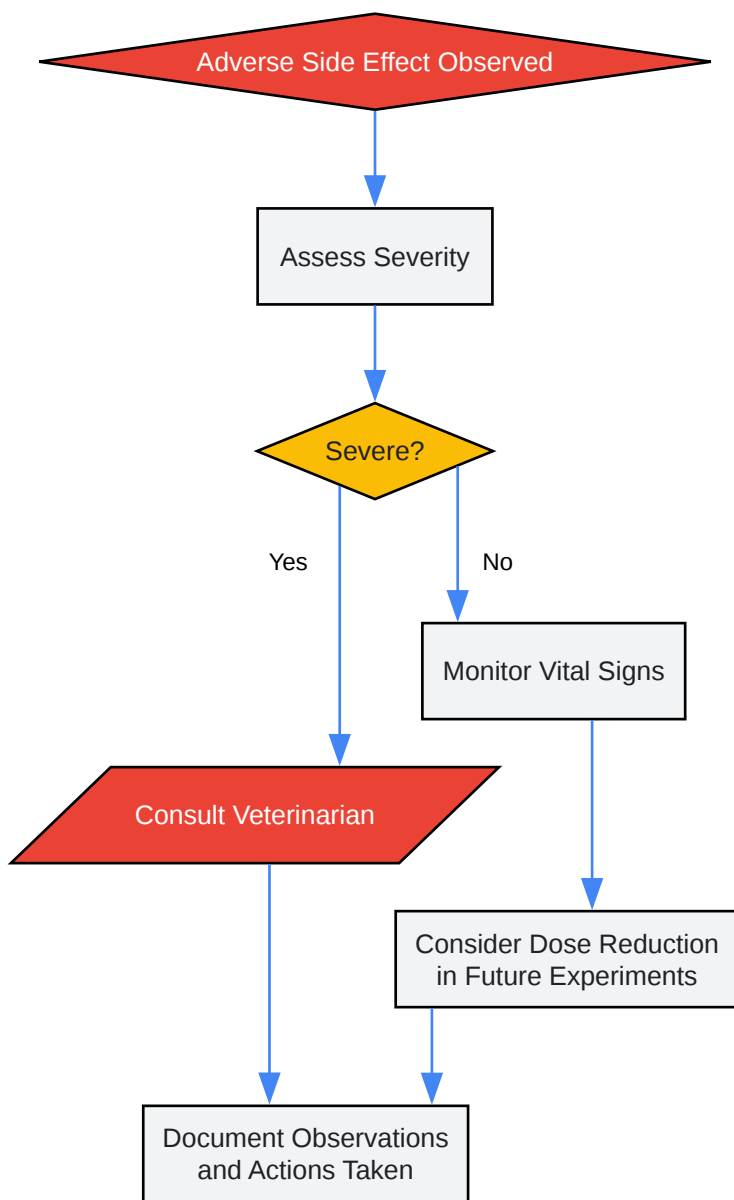 Adverse Side Effect Observed
Assess Severity
Severe?
Yes
No
Monitor Vital Signs
Consult Veterinarian
Consider Dose Reduction
in Future Experiments
Document Observations
and Actions Taken